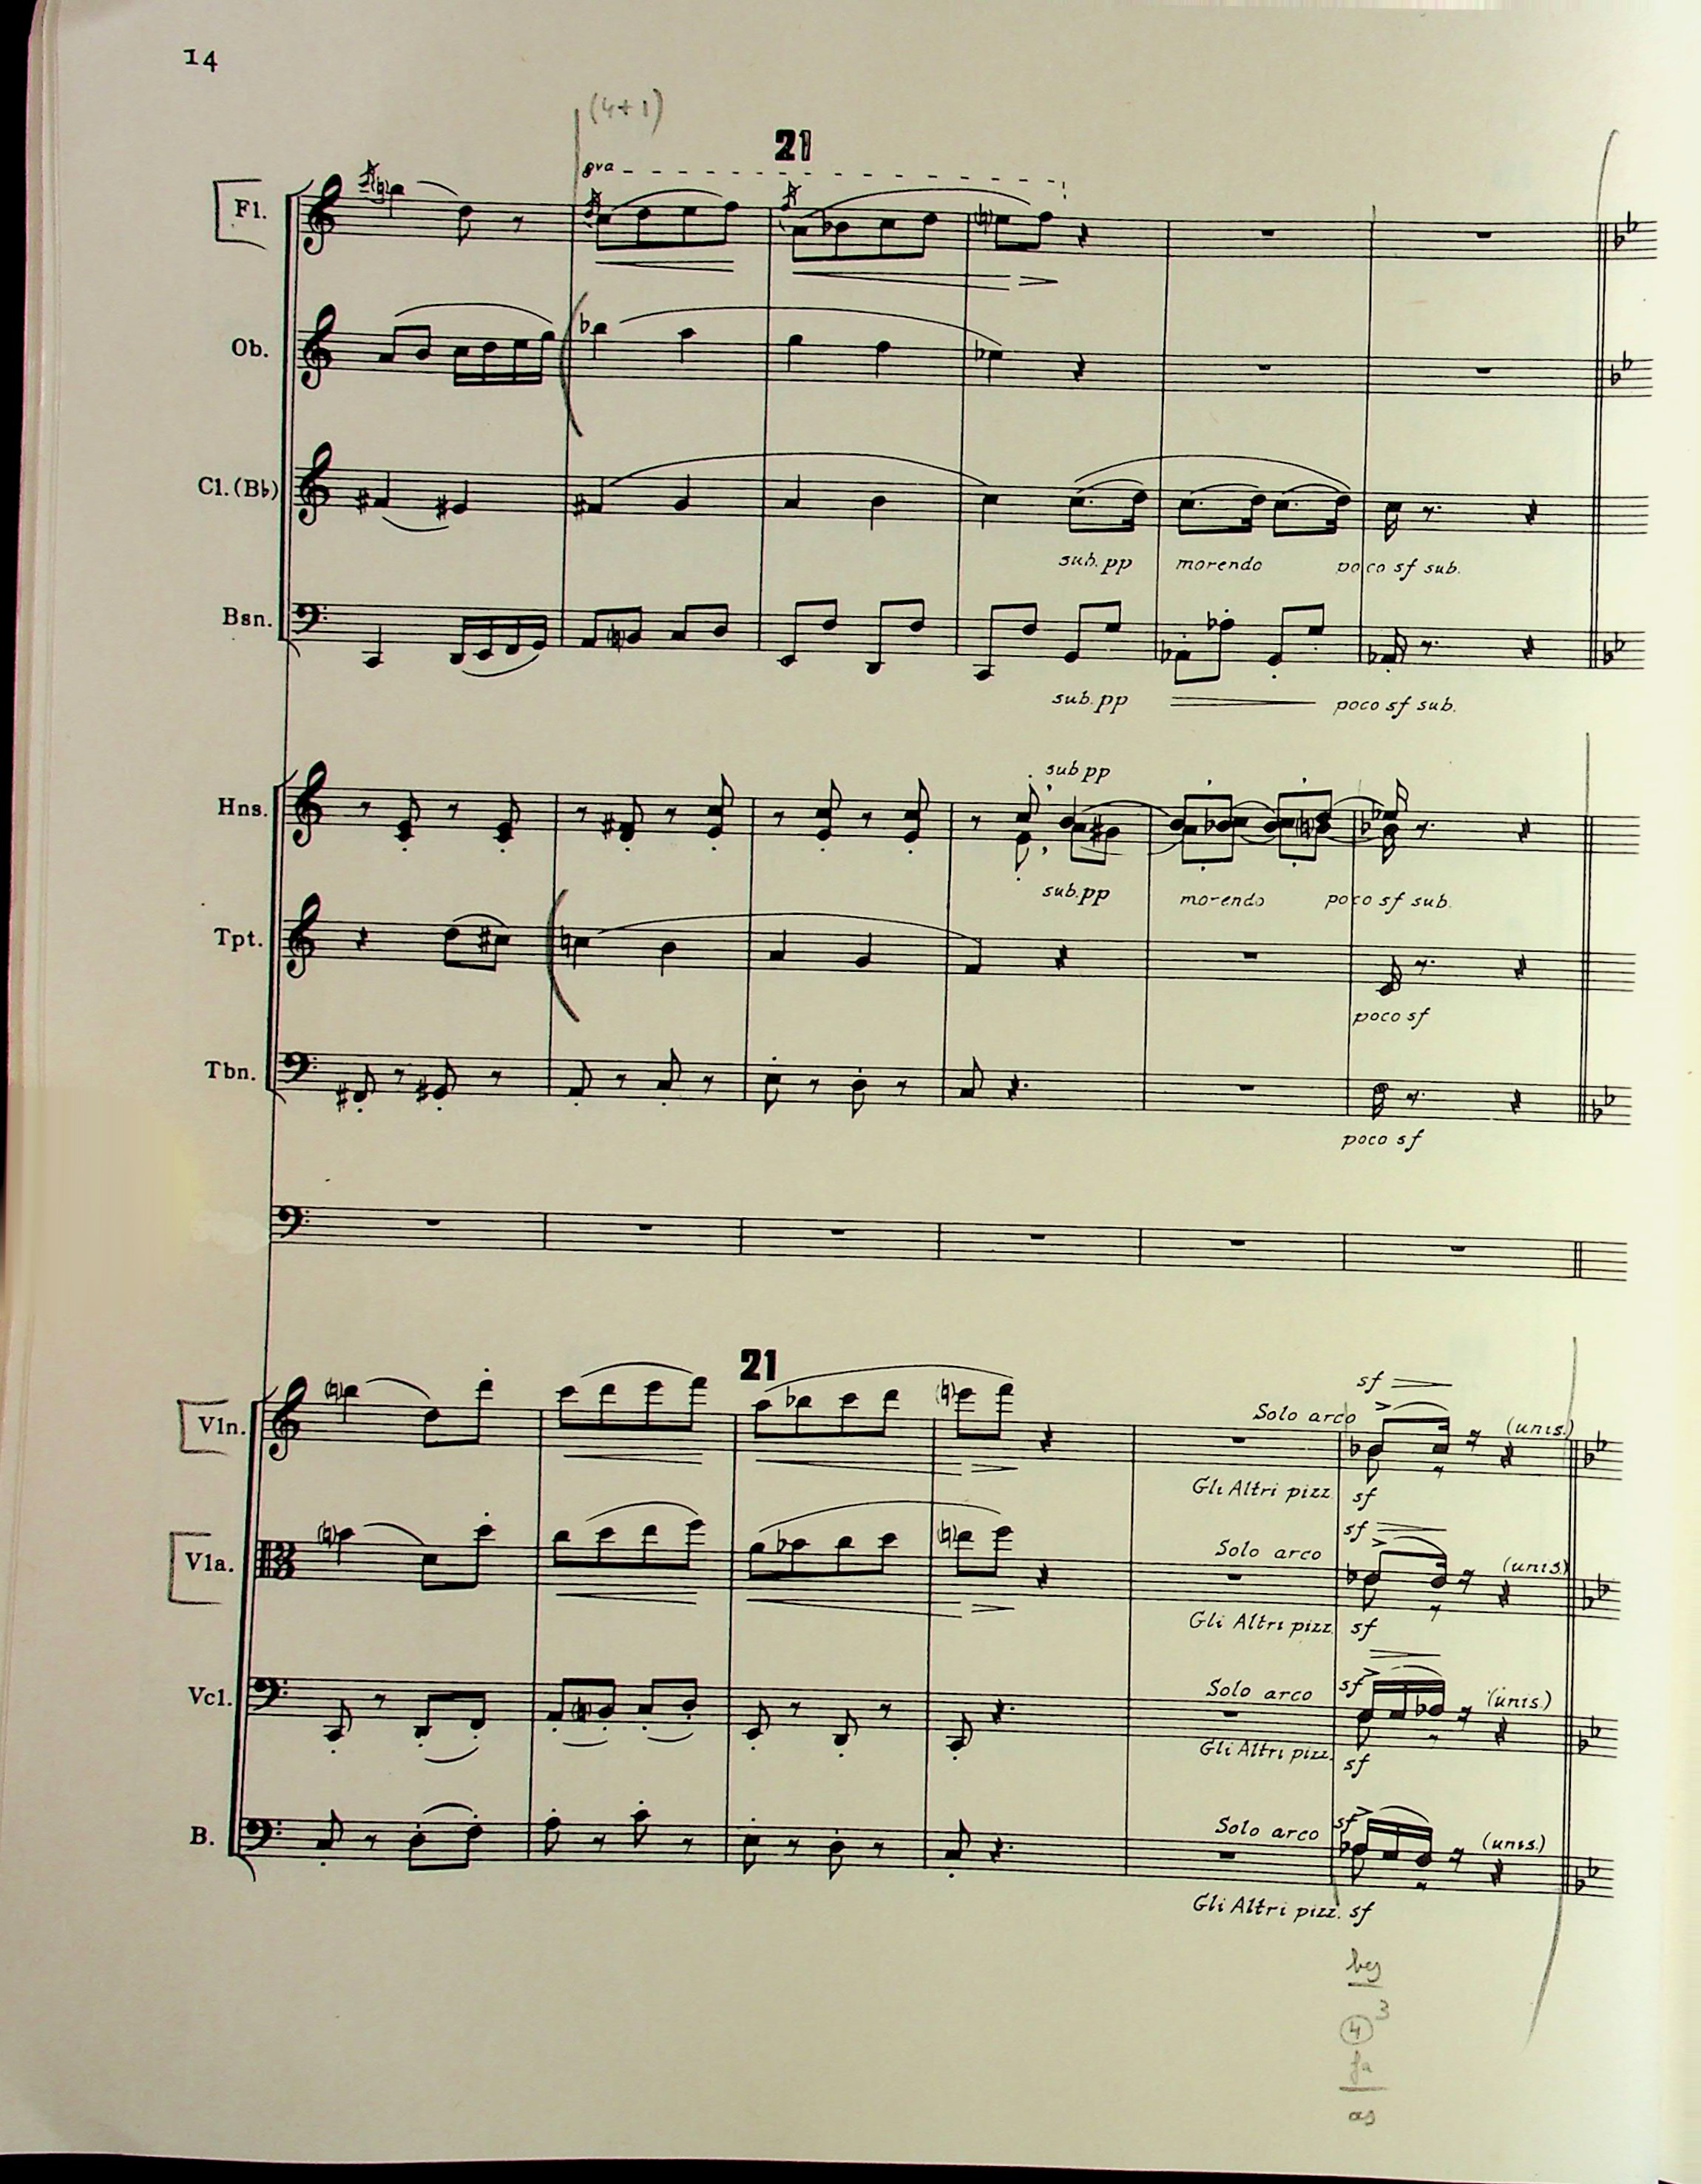 14
(4+1)
21
8va
Fl.
Ob.
Cl.(Bb)
sub. pp morendo poco sf sub.
Bsn.
sub. pp poco sf sub.
sub pp
Hns.
sub. pp morendo poco sf sub.
Tpt.
poco sf
Tbn.
poco sf
21
sf
Solo arco (unis.)
Vln.
Gli Altri pizz. sf
sf
Solo arco (unis.)
Vla.
Gli Altri pizz. sf
Solo arco sf (unis.)
Vcl.
Gli Altri pizz. sf
Solo arco sf (unis.)
B.
Gli Altri pizz. sf
bes
3
4
fa
as